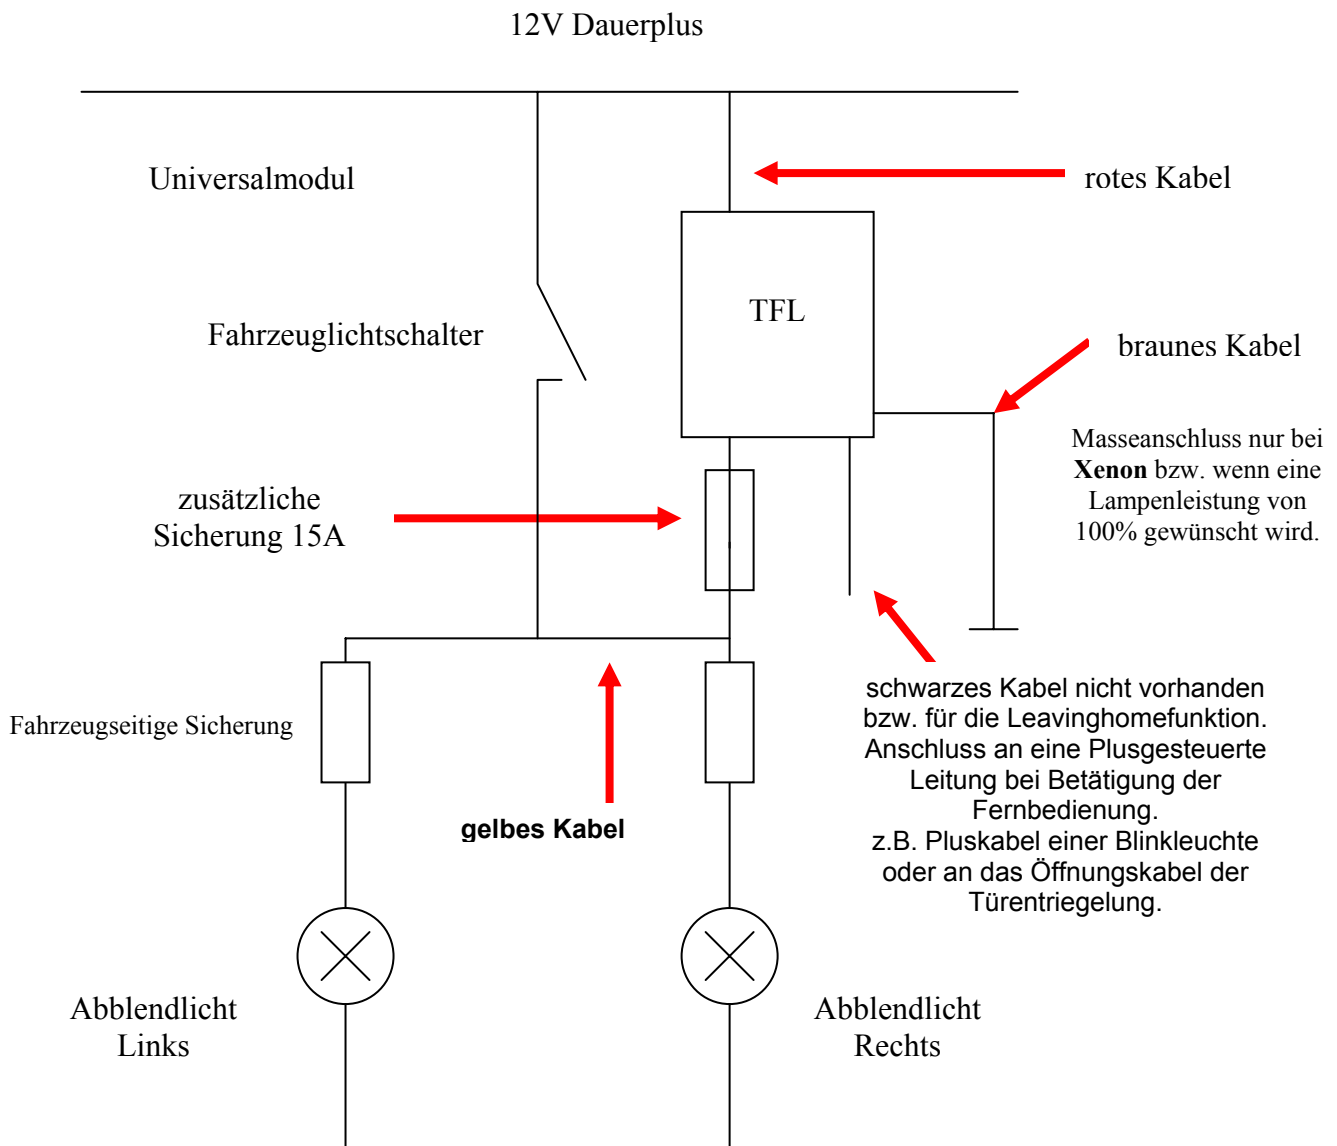 12V Dauerplus
Universalmodul
rotes Kabel
TFL
Fahrzeuglichtschalter
braunes Kabel
Masseanschluss nur bei
Xenon bzw. wenn eine
Lampenleistung von
100% gewünscht wird.
zusätzliche
Sicherung 15A
schwarzes Kabel nicht vorhanden
bzw. für die Leavinghomefunktion.
Anschluss an eine Plusgesteuerte
Leitung bei Betätigung der
Fernbedienung.
z.B. Pluskabel einer Blinkleuchte
oder an das Öffnungskabel der
Türentriegelung.
Fahrzeugseitige Sicherung
gelbes Kabel
Abblendlicht
Links
Abblendlicht
Rechts